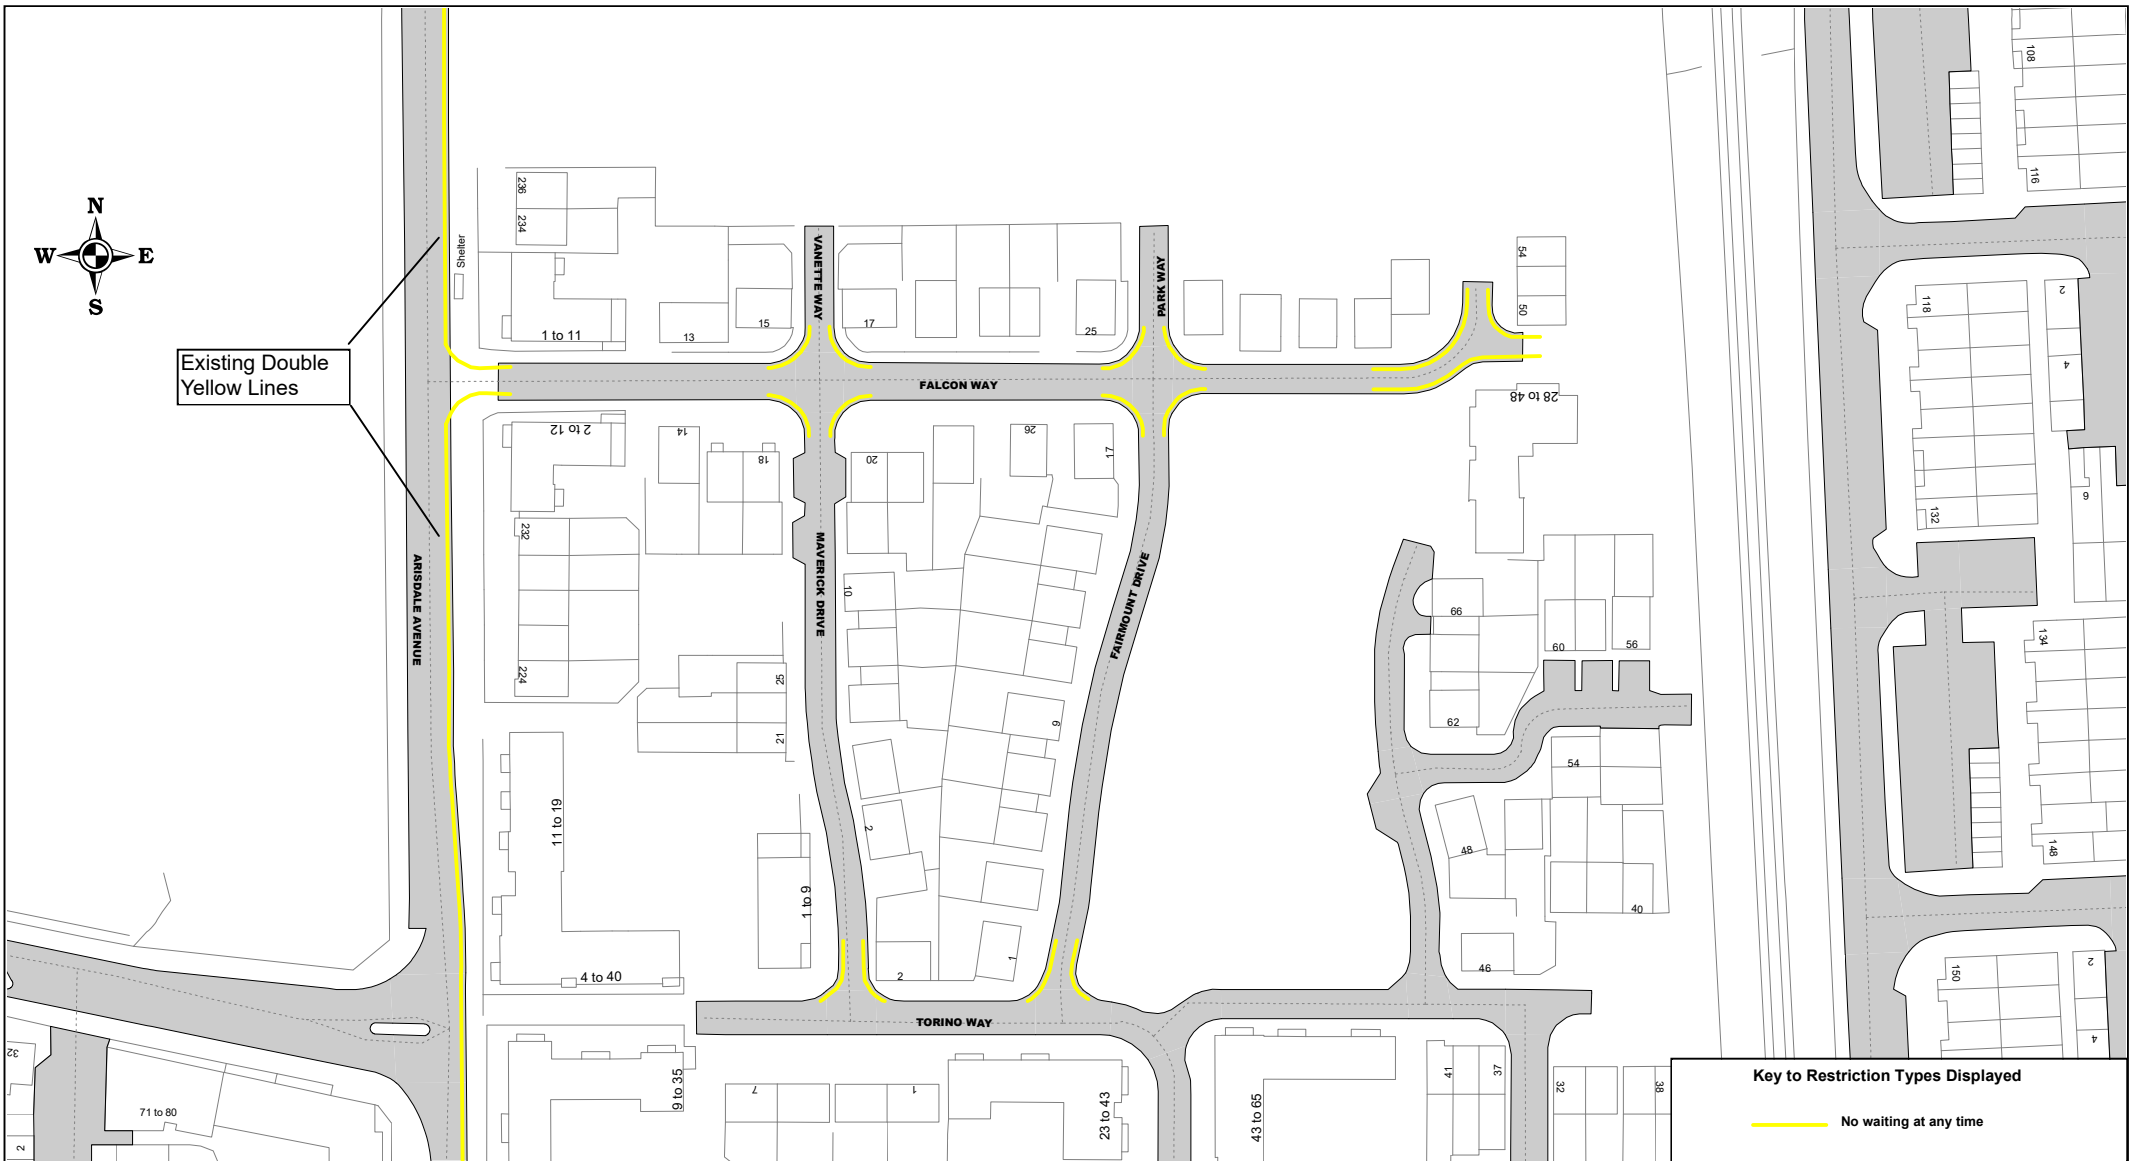 N
W
E
S
Existing Double
Yellow Lines
Shelter
236
234
1 to 11
13
15
VANETTE WAY
17
25
PARK WAY
54
50
108
116
118
2
4
6
132
134
148
150
2
4
FALCON WAY
28 to 48
2 to 12
14
18
20
26
17
ARISDALE AVENUE
232
224
MAVERICK DRIVE
10
FAIRMOUNT DRIVE
66
60
56
62
54
25
21
9
11 to 19
2
48
1 to 9
40
46
4 to 40
2
1
TORINO WAY
32
71 to 80
2
9 to 35
7
1
23 to 43
43 to 65
41
37
32
38
Key to Restriction Types Displayed
No waiting at any time